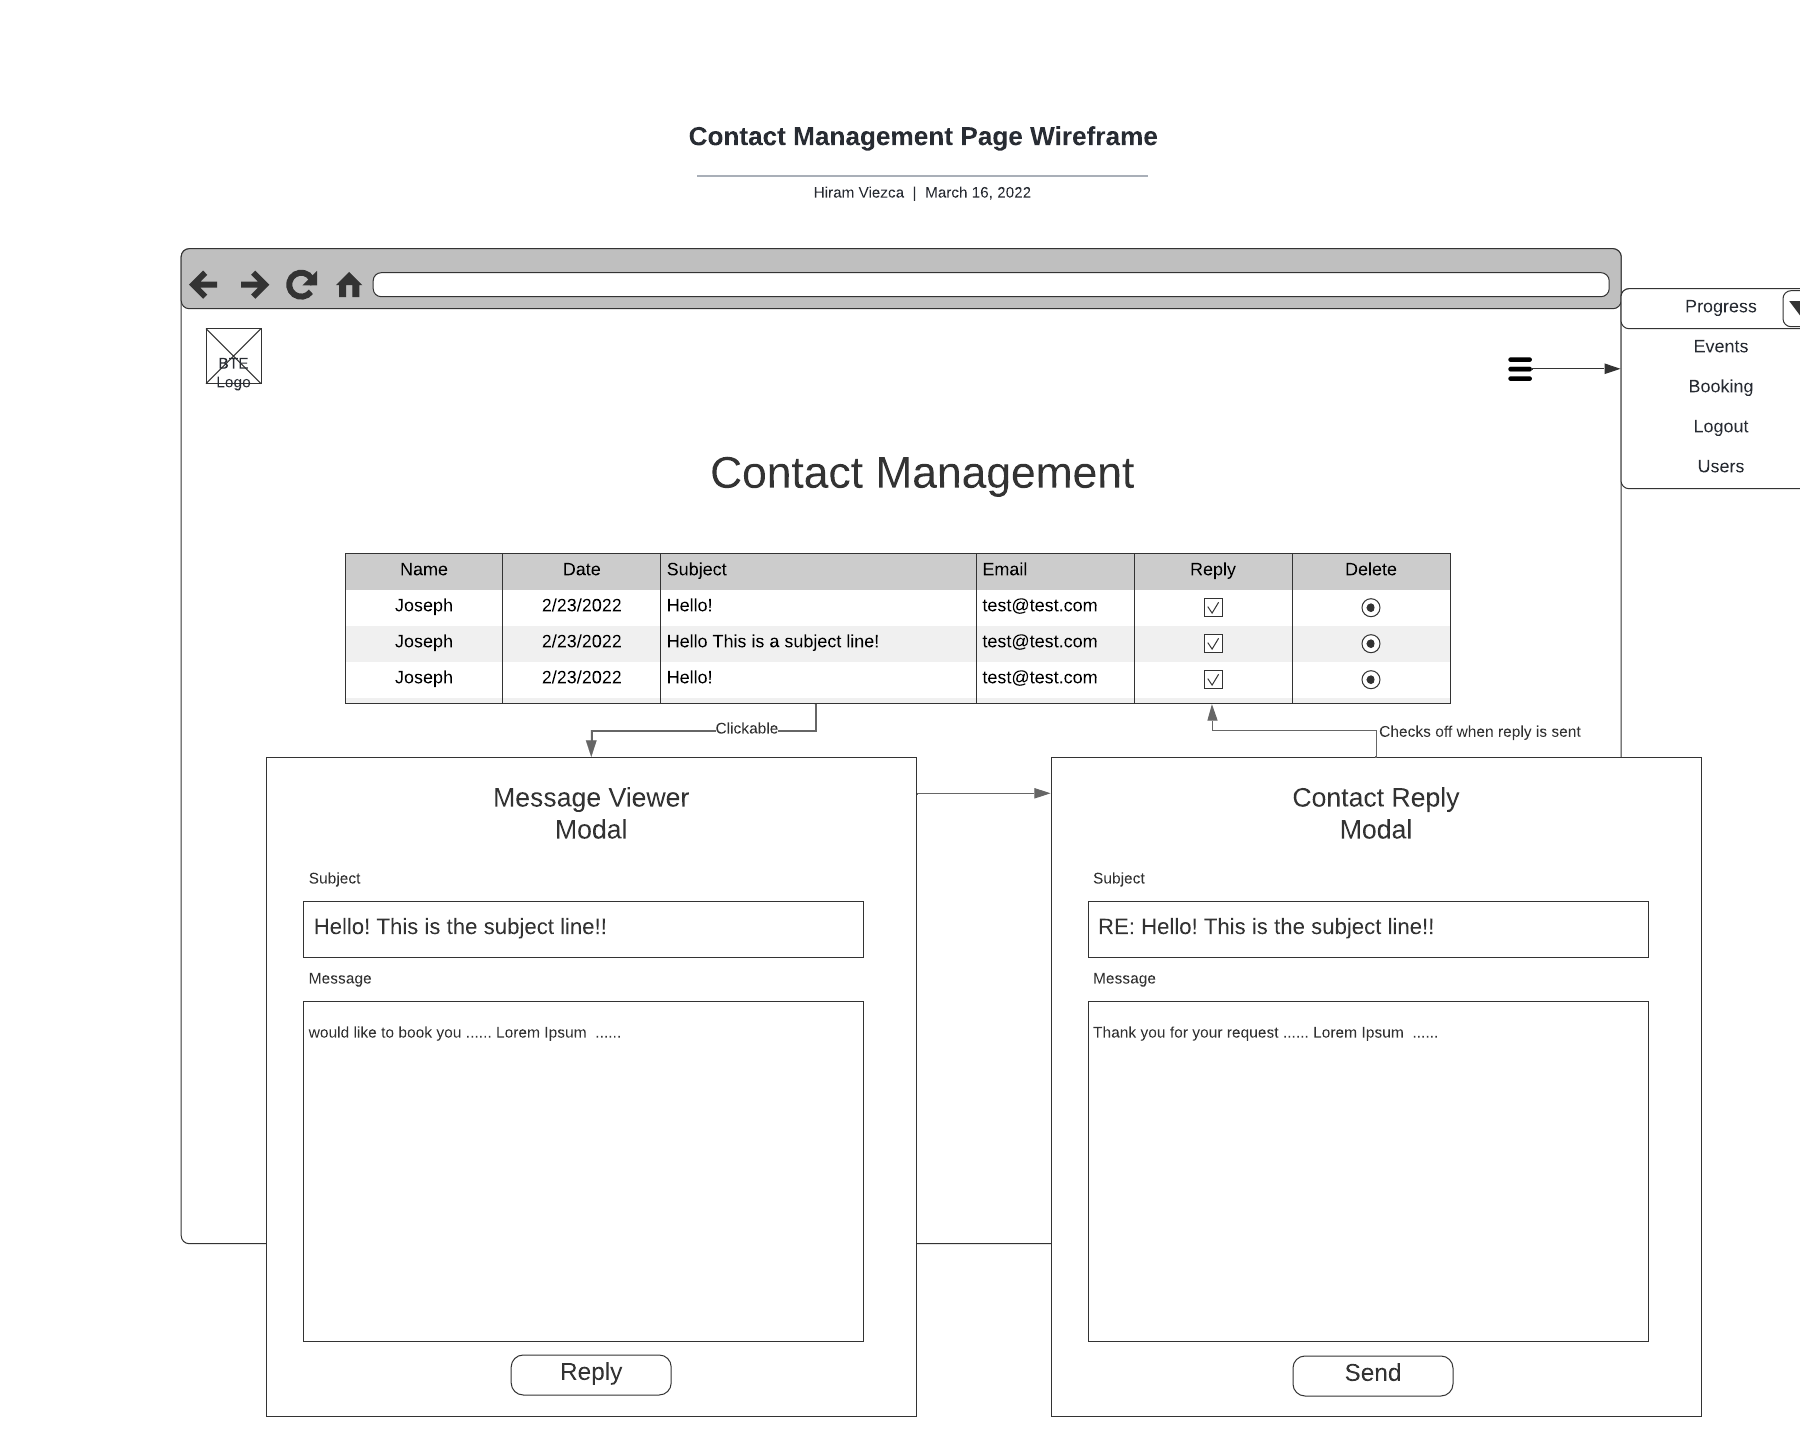 Contact Management Page Wireframe
Hiram Viezca | March 16, 2022
BTE
Logo
Progress
Events
Booking
Logout
Users
Contact Management
Name Date Subject Email Reply Delete
Joseph 2/23/2022 Hello! test@test.com
Joseph 2/23/2022 Hello This is a subject line! test@test.com
Joseph 2/23/2022 Hello! test@test.com
Clickable
Checks off when reply is sent
Message Viewer
Modal
Subject
Hello! This is the subject line!!
Message
would like to book you ...... Lorem Ipsum ......
Reply
Contact Reply
Modal
Subject
RE: Hello! This is the subject line!!
Message
Thank you for your request ...... Lorem Ipsum ......
Send